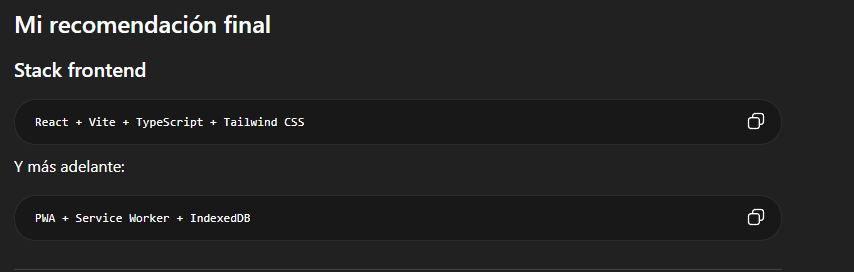 Mi recomendación final
Stack frontend
React + Vite + TypeScript + Tailwind CSS
Y más adelante:
PWA + Service Worker + IndexedDB